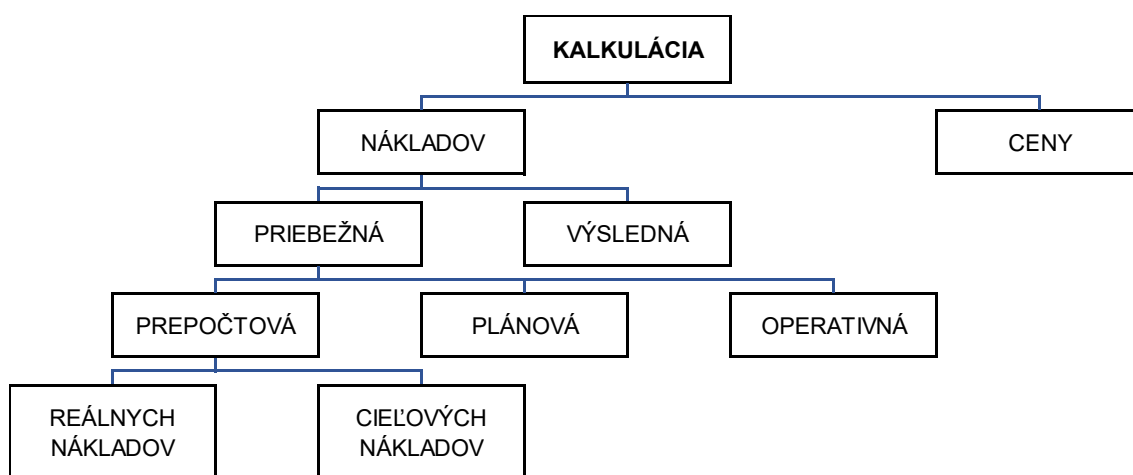 KALKULÁCIA
NÁKLADOV
CENY
PRIEBEŽNÁ
VÝSLEDNÁ
PREPOČTOVÁ
PLÁNOVÁ
OPERATIVNÁ
REÁLNYCH
NÁKLADOV
CIEĽOVÝCH
NÁKLADOV